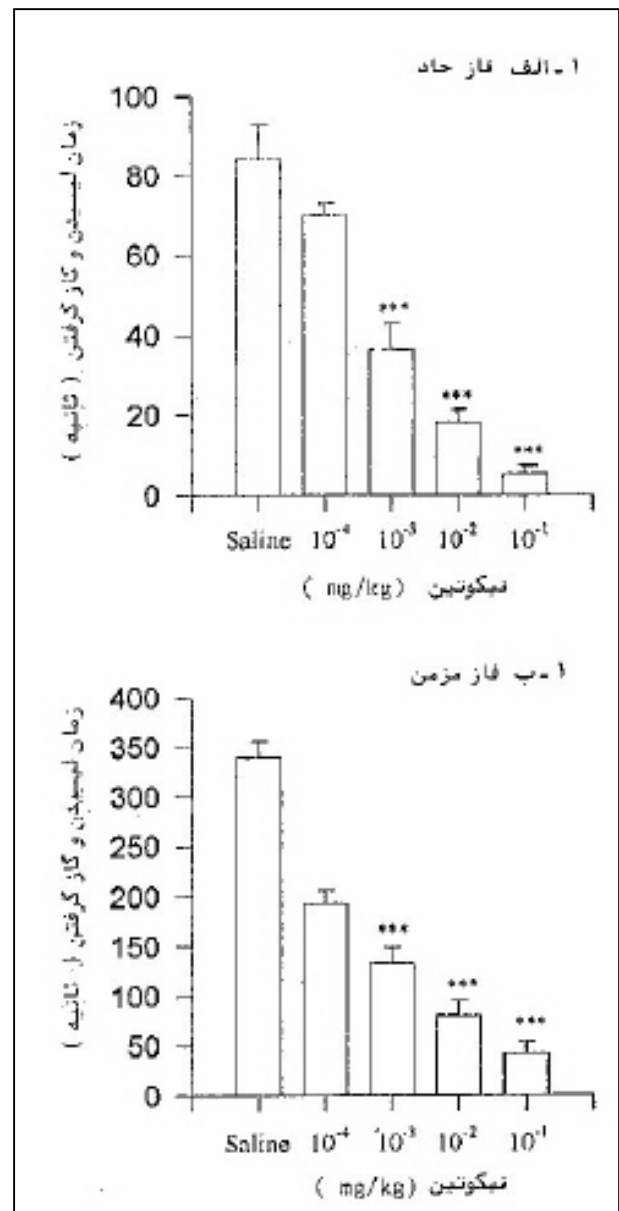 ۱ - الف فاز حاد
زمان لیسیدن و گاز گرفتن ( ثانیه )
100
80
60
40
20
0
***
***
***
Saline 10⁻⁴ 10⁻³ 10⁻² 10⁻¹
نیکوتین (mg/kg )
۱ - ب فاز مزمن
زمان لیسیدن و گاز گرفتن ( ثانیه )
400
350
300
250
200
150
100
50
0
***
***
***
Saline 10⁻⁴ 10⁻³ 10⁻² 10⁻¹
نیکوتین (mg/kg )